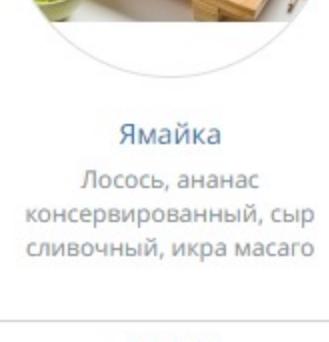 Ямайка
Лосось, ананас
консервированный, сыр
сливочный, икра масаго